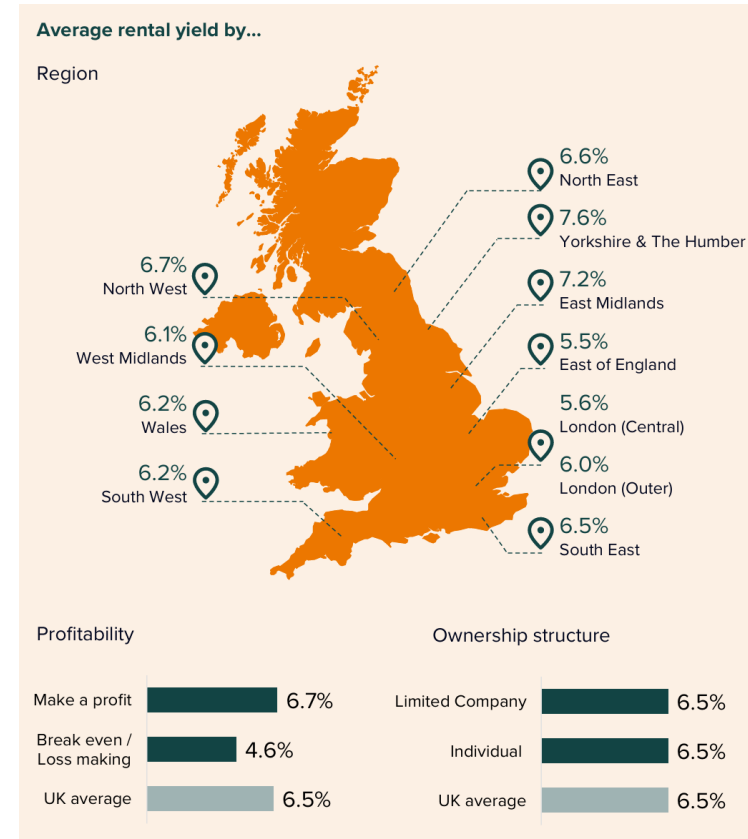 Average rental yield by...
Region
6.6%
North East
7.6%
Yorkshire & The Humber
6.7%
North West
7.2%
East Midlands
6.1%
West Midlands
5.5%
East of England
6.2%
Wales
5.6%
London (Central)
6.2%
South West
6.0%
London (Outer)
6.5%
South East
Profitability
Make a profit
6.7%
Break even /
Loss making
4.6%
UK average
6.5%
Ownership structure
Limited Company
6.5%
Individual
6.5%
UK average
6.5%